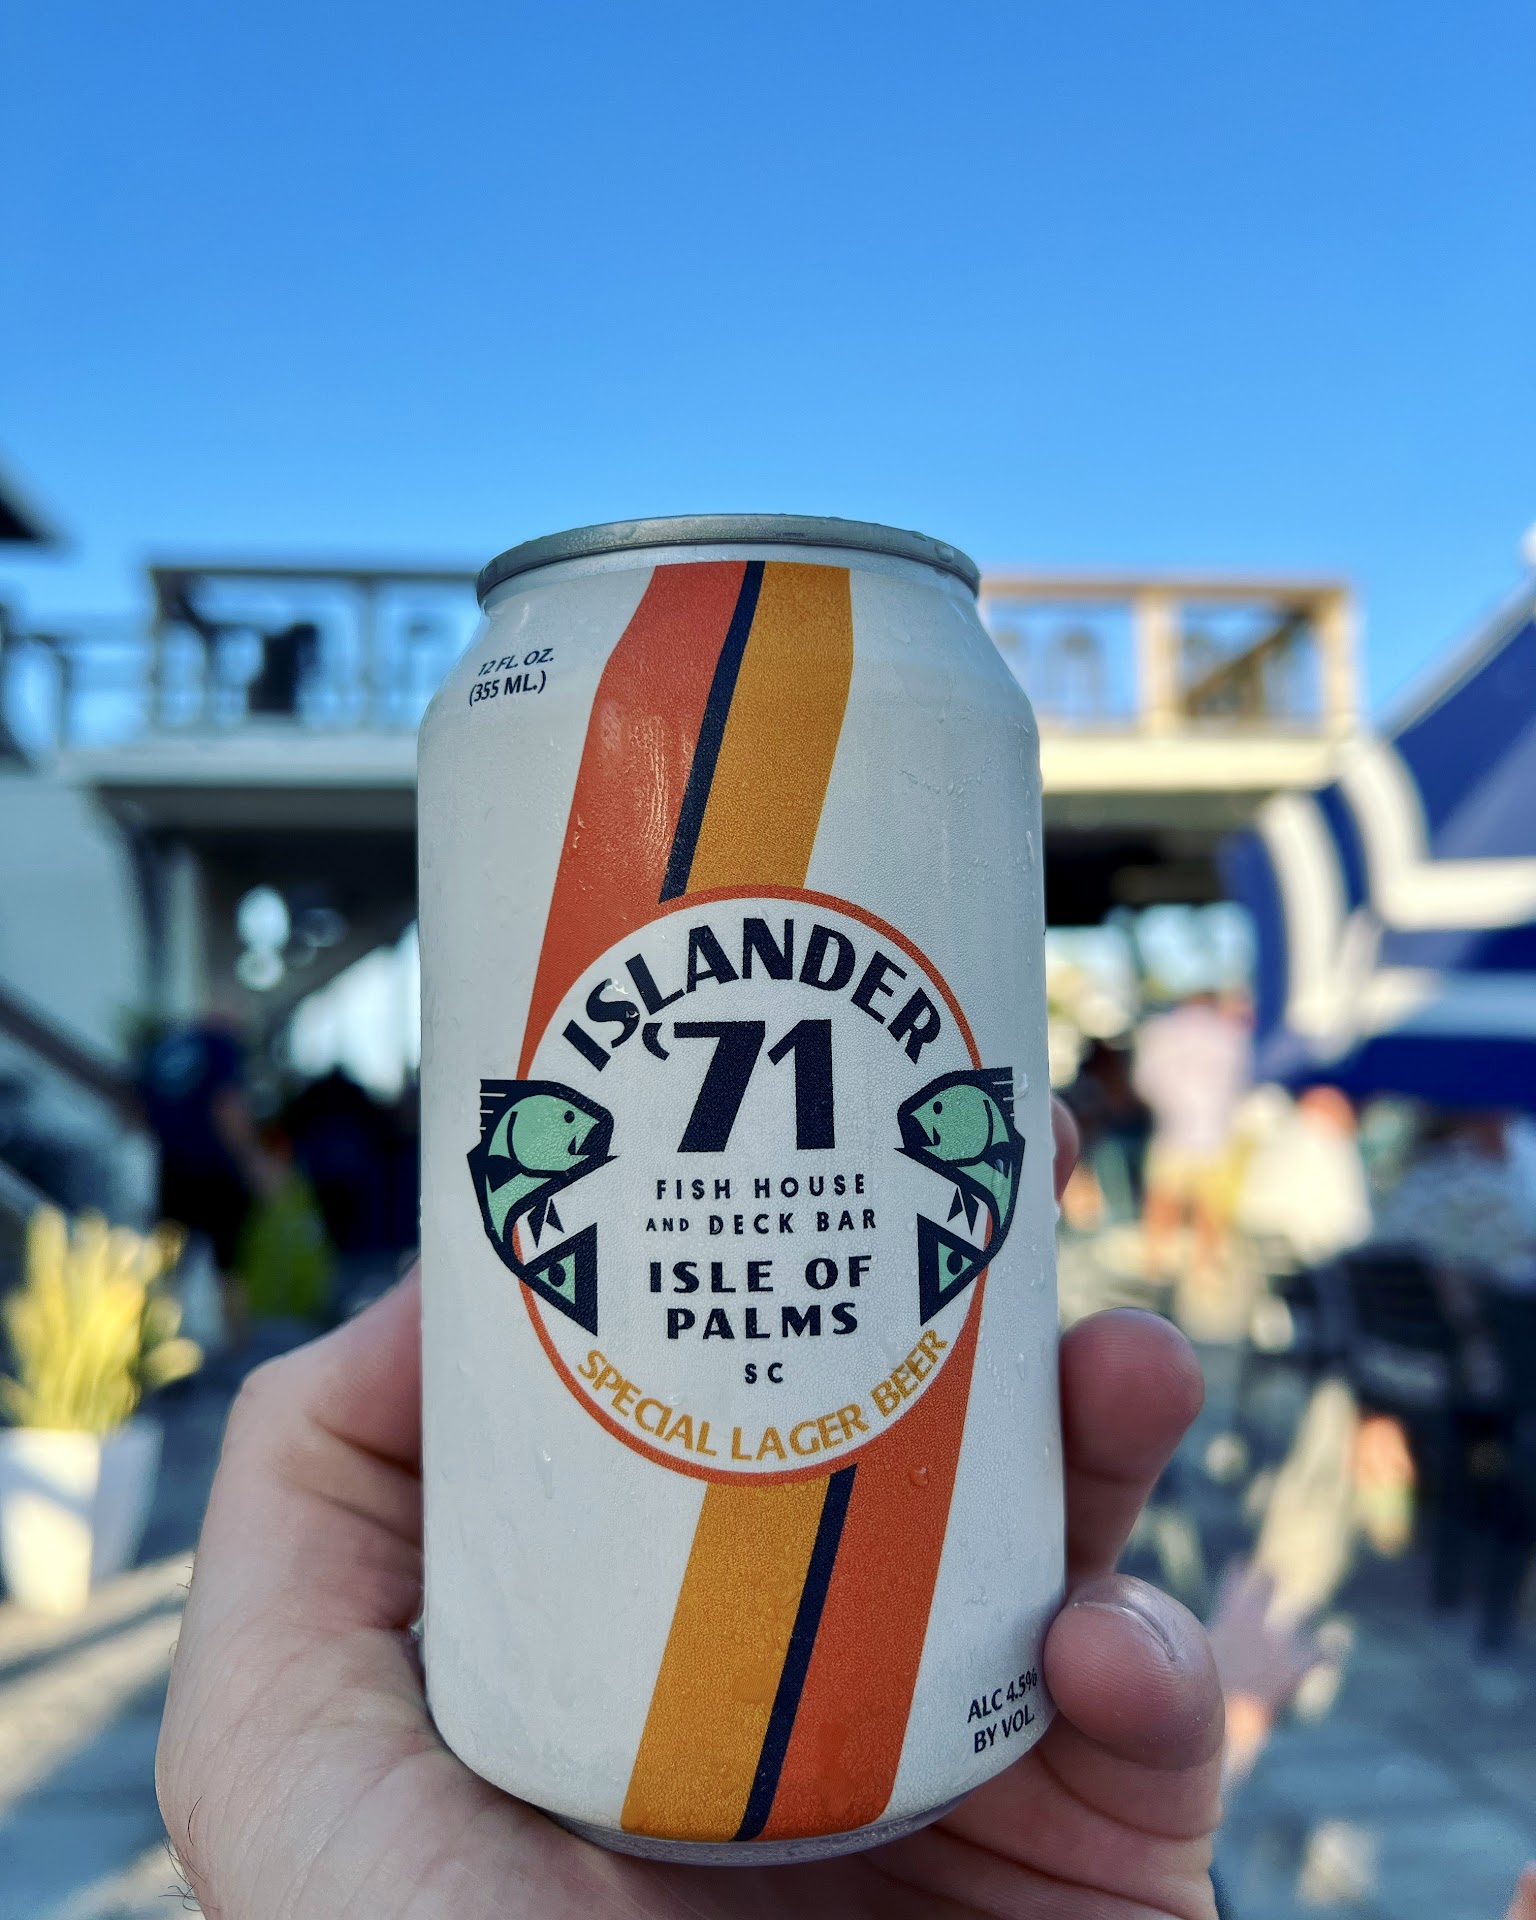 12 FL. OZ.
(355 ML.)
ISLANDER
'71
FISH HOUSE
AND DECK BAR
ISLE OF
PALMS
SC
SPECIAL LAGER BEER
ALC 4.5%
BY VOL.